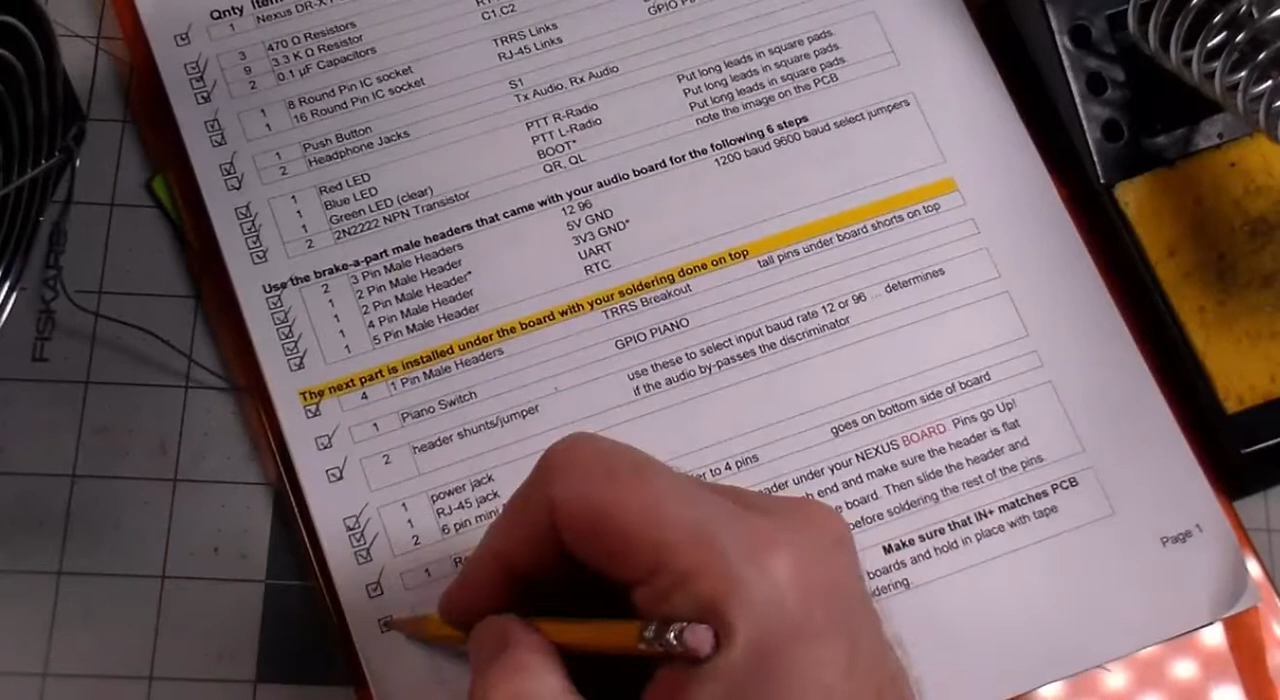 Qnty Item
1 Nexus DR-X
3 470 Ω Resistors
9 3.3 K Ω Resistor
2 0.1 µF Capacitors C1,C2
1 8 Round Pin IC socket TRRS Links
1 16 Round Pin IC socket RJ-45 Links
1 Push Button S1
2 Headphone Jacks Tx Audio, Rx Audio
1 Red LED PTT R-Radio Put long leads in square pads.
1 Blue LED PTT L-Radio Put long leads in square pads.
1 Green LED (clear) BOOT* Put long leads in square pads.
2 2N2222 NPN Transistor QR, QL note the image on the PCB
Use the brake-a-part male headers that came with your audio board for the following 6 steps
2 3 Pin Male Headers 12 96 1200 baud 9600 baud select jumpers
1 2 Pin Male Header 5V GND
1 2 Pin Male Header* 3V3 GND*
1 4 Pin Male Header UART
1 5 Pin Male Header RTC
The next part is installed under the board with your soldering done on top
4 1 Pin Male Headers TRRS Breakout tall pins under board shorts on top
1 Piano Switch GPIO PIANO
2 header shunts/jumper use these to select input baud rate 12 or 96 ... determines
if the audio by-passes the discriminator
1 power jack
1 RJ-45 jack
2 6 pin mini
to 4 pins goes on bottom side of board
1 under your NEXUS BOARD. Pins go Up!
end and make sure the header is flat
board. Then slide the header and
before soldering the rest of the pins.
Make sure that IN+ matches PCB
boards and hold in place with tape
Page 1
FISKARS